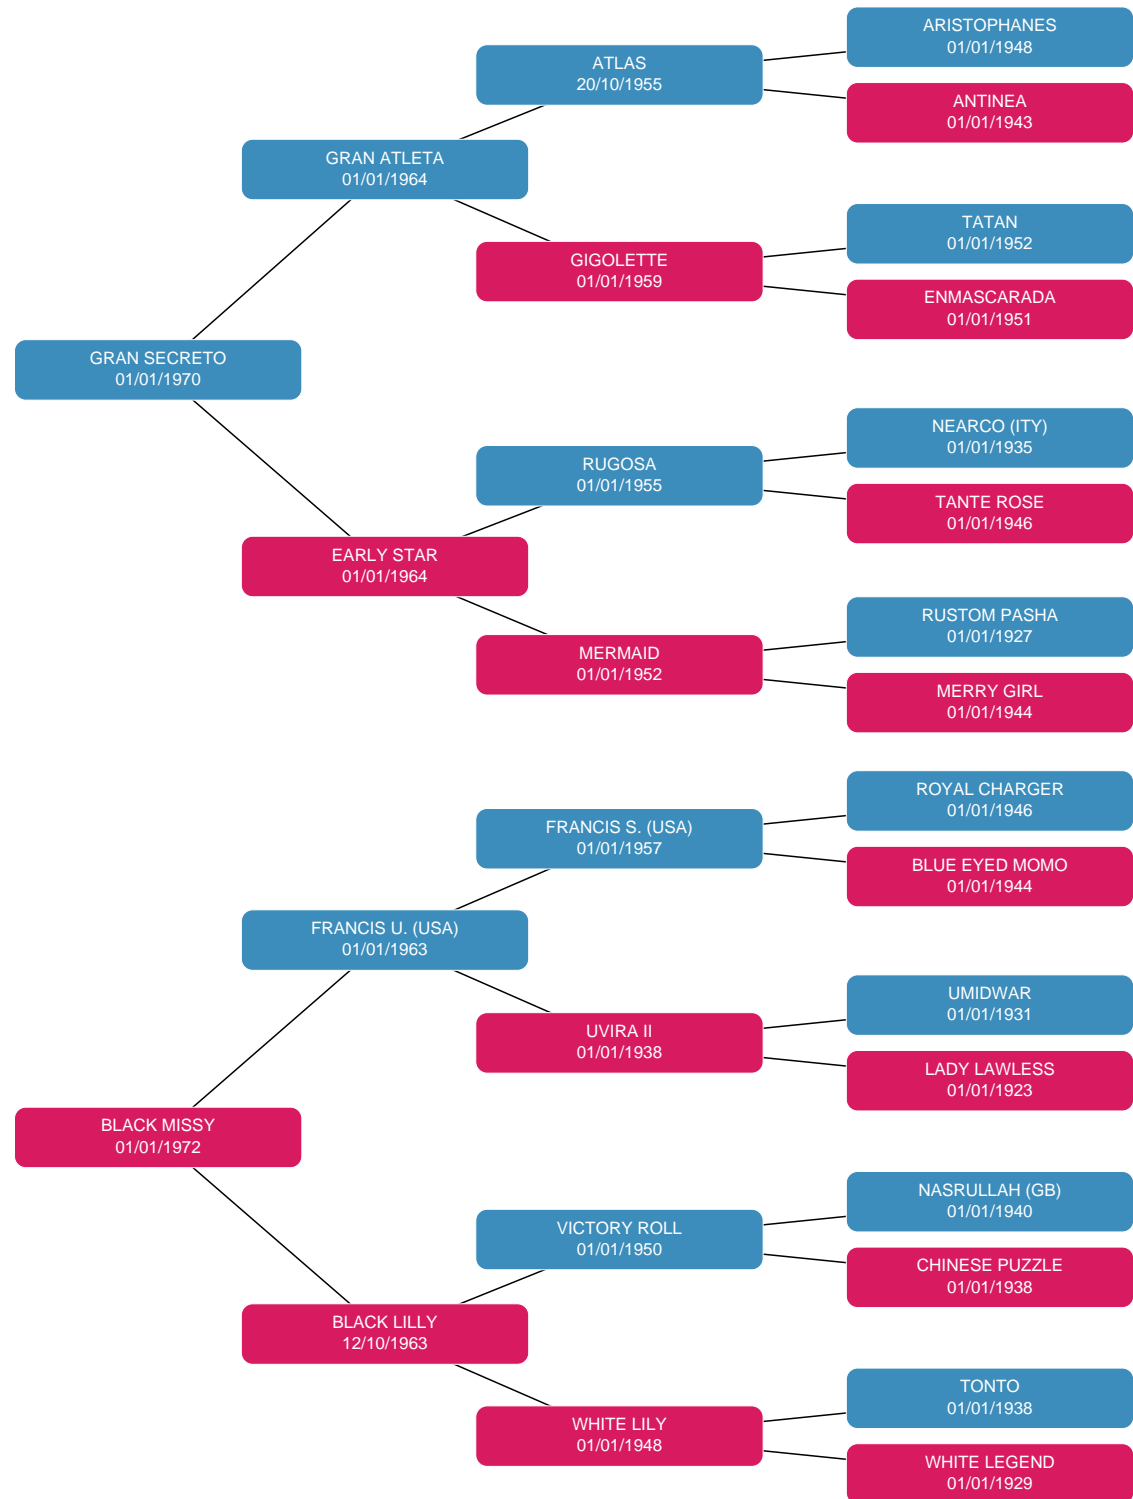 ARISTOPHANES
01/01/1948
ATLAS
20/10/1955
ANTINEA
01/01/1943
GRAN ATLETA
01/01/1964
TATAN
01/01/1952
GIGOLETTE
01/01/1959
ENMASCARADA
01/01/1951
GRAN SECRETO
01/01/1970
NEARCO (ITY)
01/01/1935
RUGOSA
01/01/1955
TANTE ROSE
01/01/1946
EARLY STAR
01/01/1964
RUSTOM PASHA
01/01/1927
MERMAID
01/01/1952
MERRY GIRL
01/01/1944
ROYAL CHARGER
01/01/1946
FRANCIS S. (USA)
01/01/1957
BLUE EYED MOMO
01/01/1944
FRANCIS U. (USA)
01/01/1963
UMIDWAR
01/01/1931
UVIRA II
01/01/1938
LADY LAWLESS
01/01/1923
BLACK MISSY
01/01/1972
NASRULLAH (GB)
01/01/1940
VICTORY ROLL
01/01/1950
CHINESE PUZZLE
01/01/1938
BLACK LILLY
12/10/1963
TONTO
01/01/1938
WHITE LILY
01/01/1948
WHITE LEGEND
01/01/1929